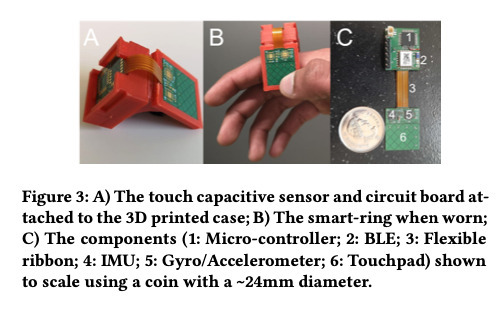 A
B
C
1
2
3
4 5
6
Figure 3: A) The touch capacitive sensor and circuit board at-
tached to the 3D printed case; B) The smart-ring when worn;
C) The components (1: Micro-controller; 2: BLE; 3: Flexible
ribbon; 4: IMU; 5: Gyro/Accelerometer; 6: Touchpad) shown
to scale using a coin with a ~24mm diameter.